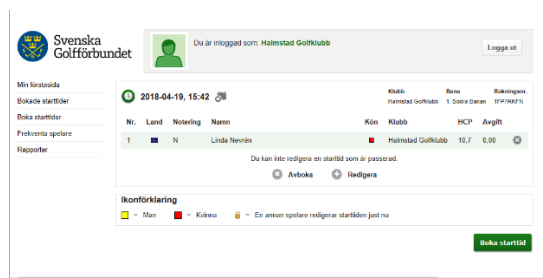 Svenska
Golfförbundet
Du är inloggad som: Halmstad Golfklubb
Logga ut
Min förstasida
Bokade starttider
Boka starttider
Frekventa spelare
Rapporter
2018-04-19, 15:42
Klubb
Halmstad Golfklubb
Bana
1. Södra Banan
Bokningsnr.
Nr. Land Notering Namn Kön Klubb HCP Avgift
1 N Linda Nevrén Halmstad Golfklubb 10,7 0,00
Du kan inte redigera en starttid som är passerad.
Avboka Redigera
Ikonförklaring
= Man = Kvinna = En annan spelare redigerar starttiden just nu
Boka starttid